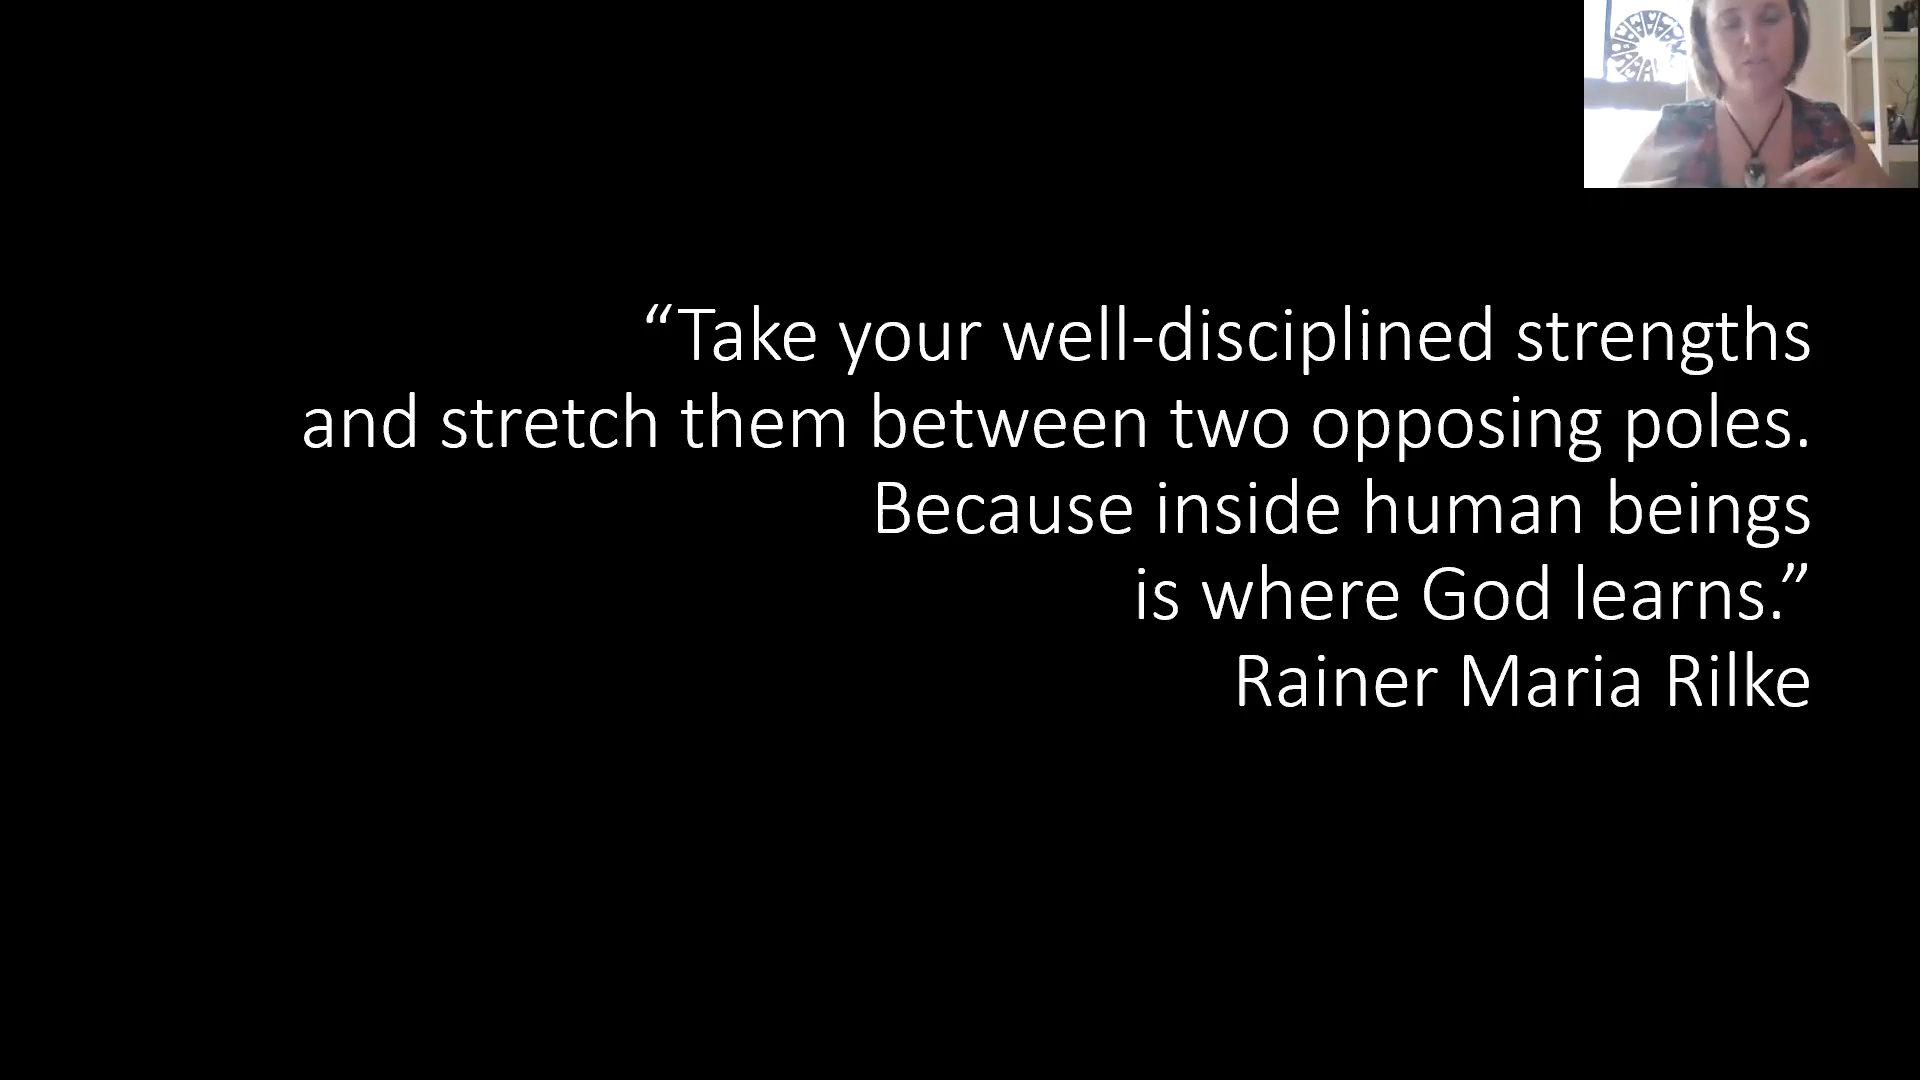 “Take your well-disciplined strengths
and stretch them between two opposing poles.
Because inside human beings
is where God learns.”
Rainer Maria Rilke